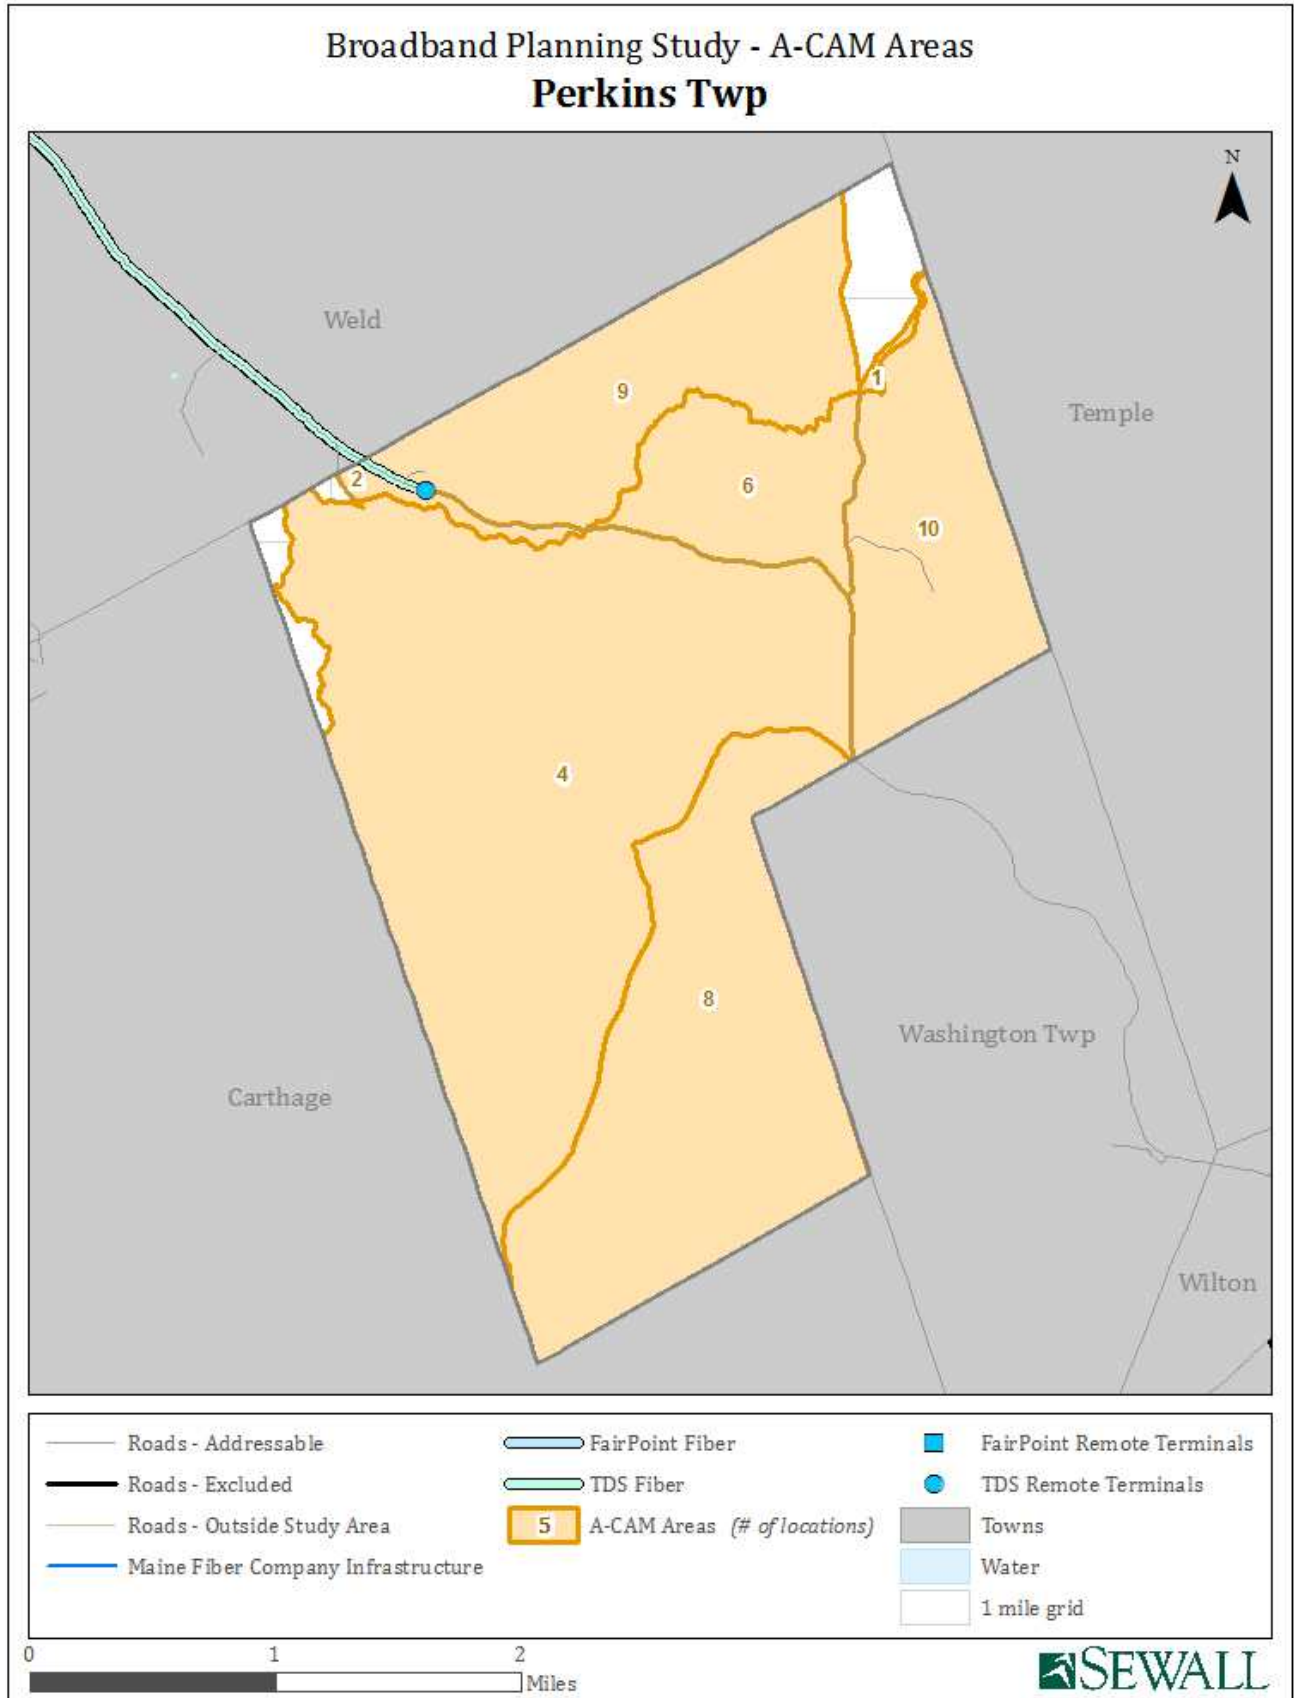 Broadband Planning Study - A-CAM Areas
Perkins Twp
N
Weld
9
1
Temple
2
6
10
4
8
Washington Twp
Carthage
Wilton
Roads - Addressable
Roads - Excluded
Roads - Outside Study Area
Maine Fiber Company Infrastructure
FairPoint Fiber
TDS Fiber
5 A-CAM Areas (# of locations)
FairPoint Remote Terminals
TDS Remote Terminals
Towns
Water
1 mile grid
0 1 2
Miles
SEWALL